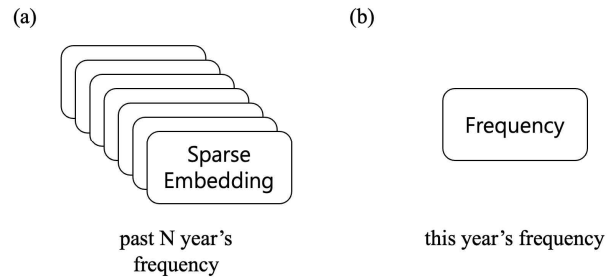 (a)
Sparse
Embedding
past N year's
frequency
(b)
Frequency
this year's frequency